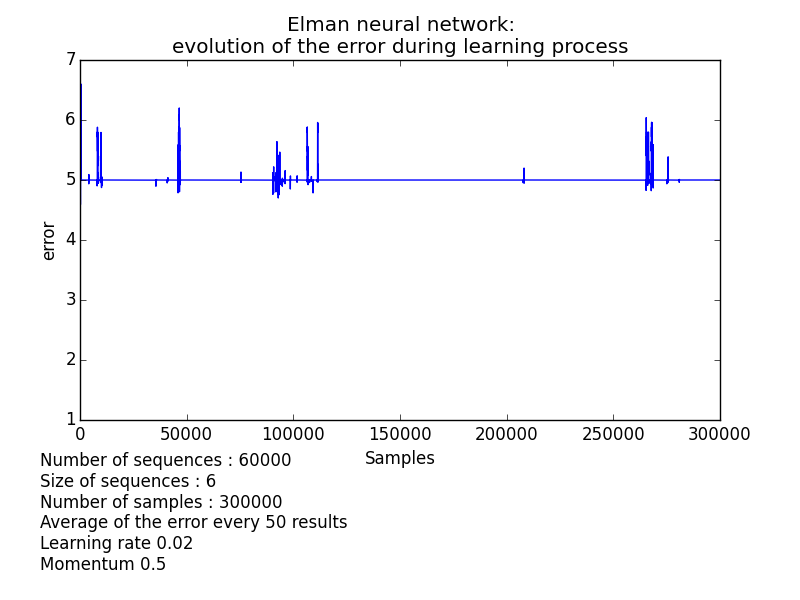 Elman neural network:
evolution of the error during learning process
7
6
5
4
3
2
1
error
0 50000 100000 150000 200000 250000 300000
Samples
Number of sequences : 60000
Size of sequences : 6
Number of samples : 300000
Average of the error every 50 results
Learning rate 0.02
Momentum 0.5